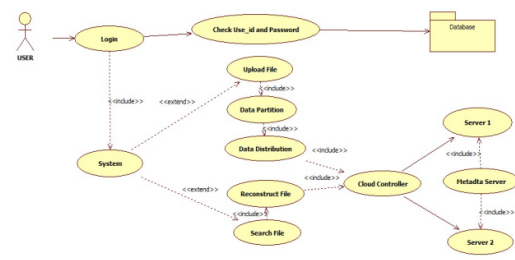 USER
Login
Check Use_id and Password
Database
Upload File
<<include>>
Data Partition
<<include>>
Data Distribution
<<include>>
<<extend>>
<<include>>
System
<<extend>>
Reconstruct File
<<include>>
<<include>>
Search File
Cloud Controller
Server 1
<<include>>
Metadta Server
<<include>>
Server 2